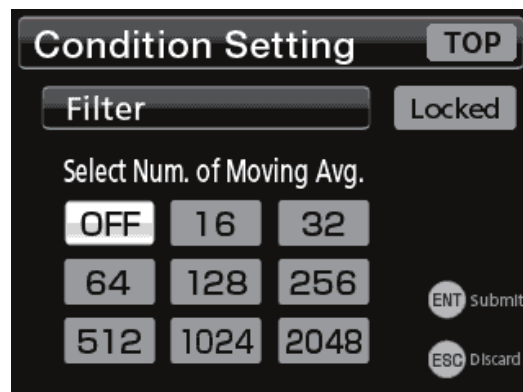 Condition Setting TOP
Filter Locked
Select Num. of Moving Avg.
OFF 16 32
64 128 256
ENT Submit
512 1024 2048
ESC Discard